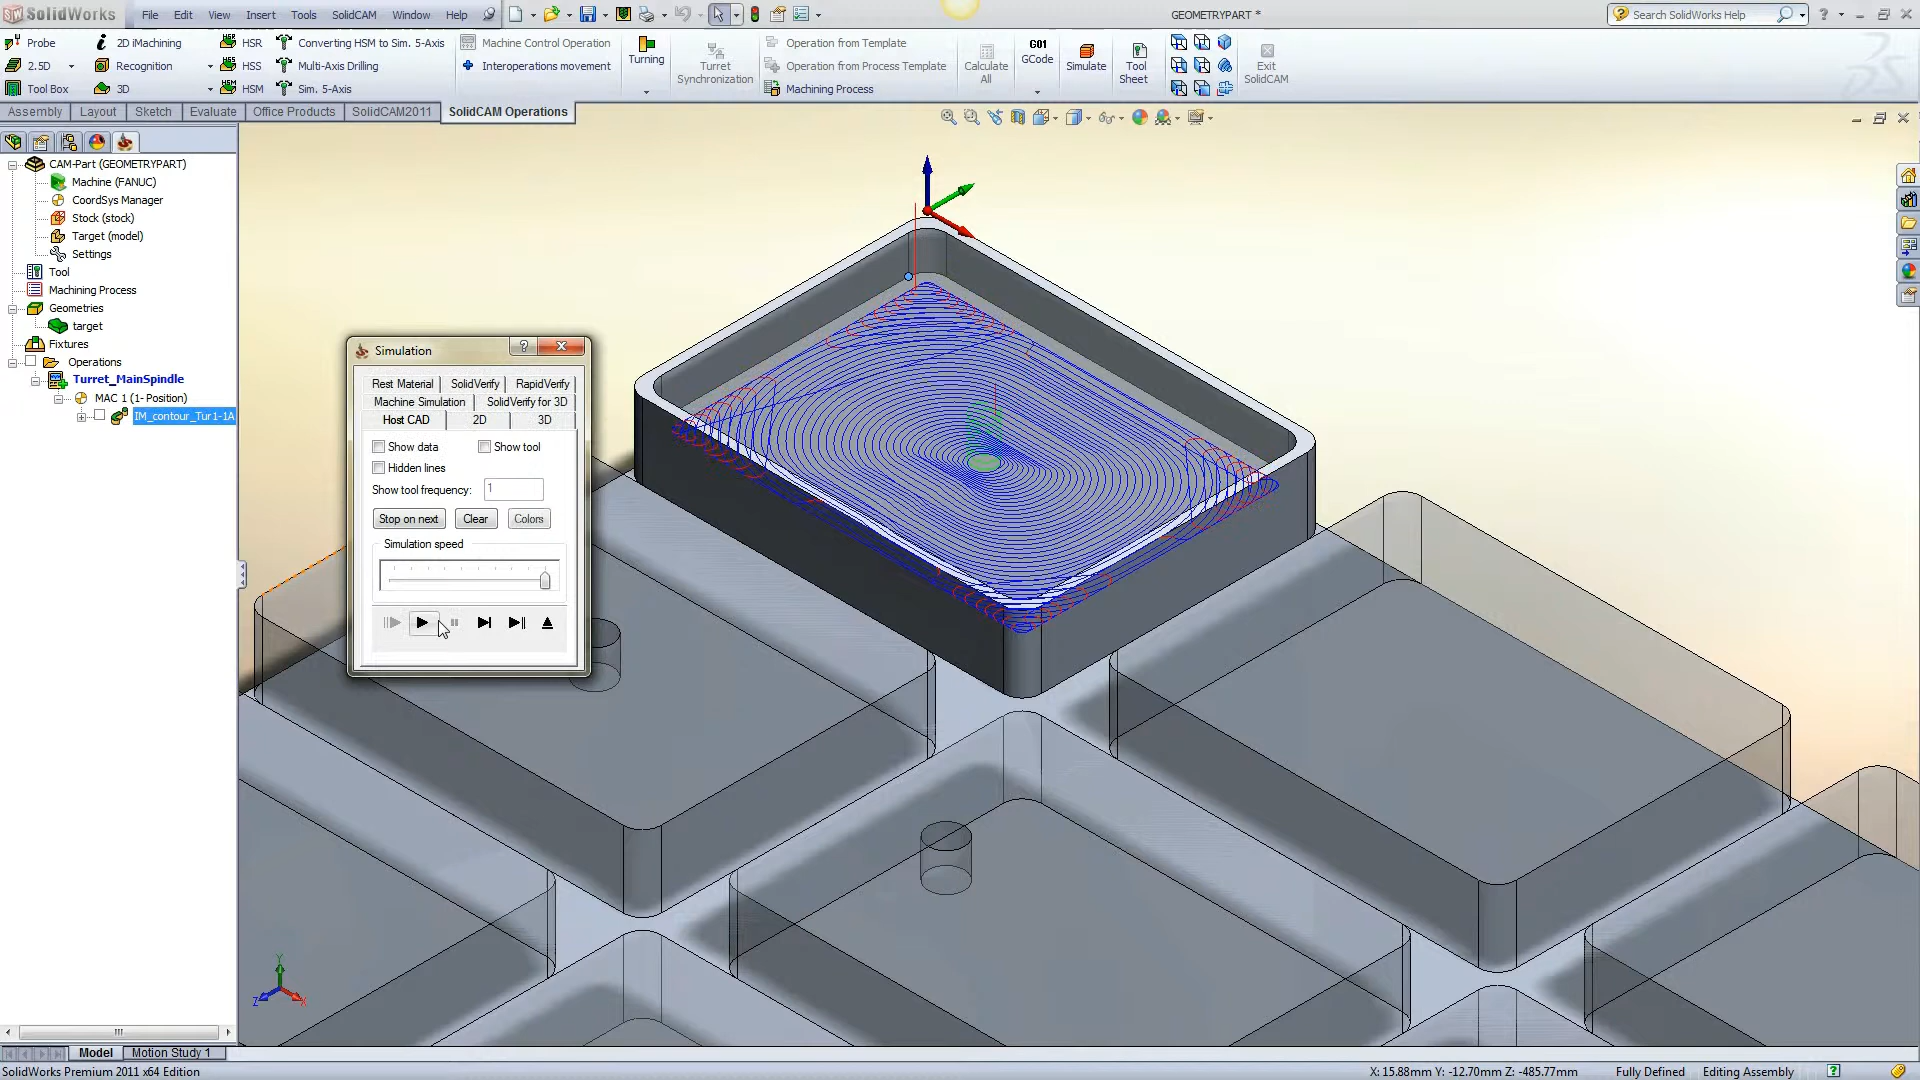 SolidWorks File Edit View Insert Tools SolidCAM Window Help GEOMETRYPART * Search SolidWorks Help
Probe 2D iMachining HSR Converting HSM to Sim. 5-Axis Machine Control Operation Turning Turret Synchronization Operation from Template Calculate All G01 GCode Simulate Tool Sheet Exit SolidCAM
2.5D Recognition HSS Multi-Axis Drilling Interoperations movement Operation from Process Template
Tool Box 3D HSM Sim. 5-Axis Machining Process
Assembly Layout Sketch Evaluate Office Products SolidCAM2011 SolidCAM Operations
CAM-Part (GEOMETRYPART)
Machine (FANUC)
CoordSys Manager
Stock (stock)
Target (model)
Settings
Tool
Machining Process
Geometries
target
Fixtures
Operations
Turret_MainSpindle
MAC 1 (1- Position)
IM_contour_Tur1-1A
Simulation
Rest Material SolidVerify RapidVerify
Machine Simulation SolidVerify for 3D
Host CAD 2D 3D
Show data Show tool
Hidden lines
Show tool frequency: 1
Stop on next Clear Colors
Simulation speed
Y
Z X
Model Motion Study 1
SolidWorks Premium 2011 x64 Edition X: 15.88mm Y: -12.70mm Z: -485.77mm Fully Defined Editing Assembly